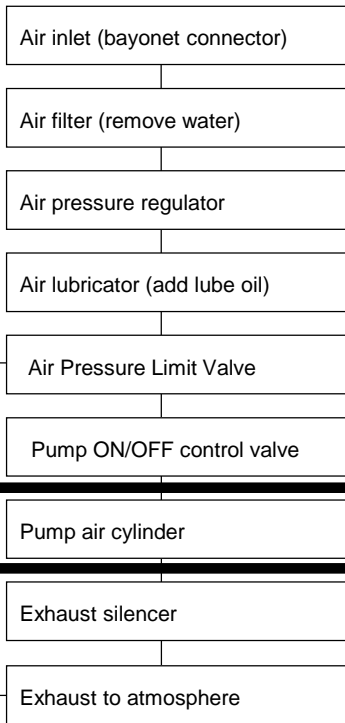 Air inlet (bayonet connector)
Air filter (remove water)
Air pressure regulator
Air lubricator (add lube oil)
Air Pressure Limit Valve
Pump ON/OFF control valve
Pump air cylinder
Exhaust silencer
Exhaust to atmosphere